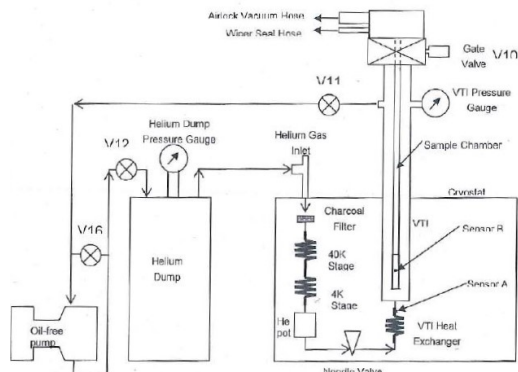 Airlock Vacuum Hose
Wiper Seal Hose
Gate
Valve V10
V11
VTI Pressure
Gauge
V12
Helium Dump
Pressure Gauge
Helium Gas
Inlet
Sample Chamber
Cryostat
Charcoal
Filter
VTI
Sensor B
V16
40K
Stage
Helium
Dump
4K
Stage
Sensor A
Oil-free
pump
He
pot
VTI Heat
Exchanger
Needle Valve